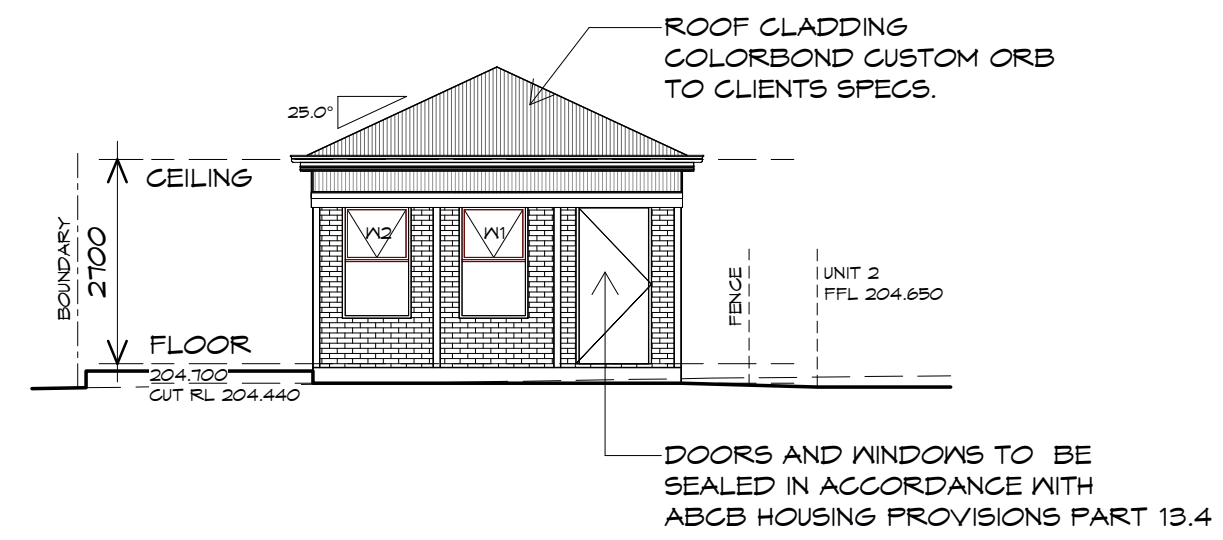 ROOF CLADDING
COLORBOND CUSTOM ORB
TO CLIENTS SPECS.
25.0°
CEILING
BOUNDARY
2700
W2
W1
FENCE
UNIT 2
FFL 204.650
FLOOR
204.700
CUT RL 204.440
DOORS AND WINDOWS TO BE
SEALED IN ACCORDANCE WITH
ABCB HOUSING PROVISIONS PART 13.4